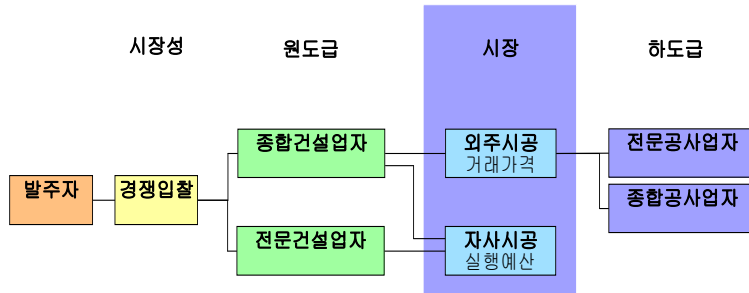 시장성 원도급 시장 하도급
종합건설업자 외주시공 전문공사업자
거래가격
발주자 경쟁입찰 종합공사업자
전문건설업자 자사시공
실행예산